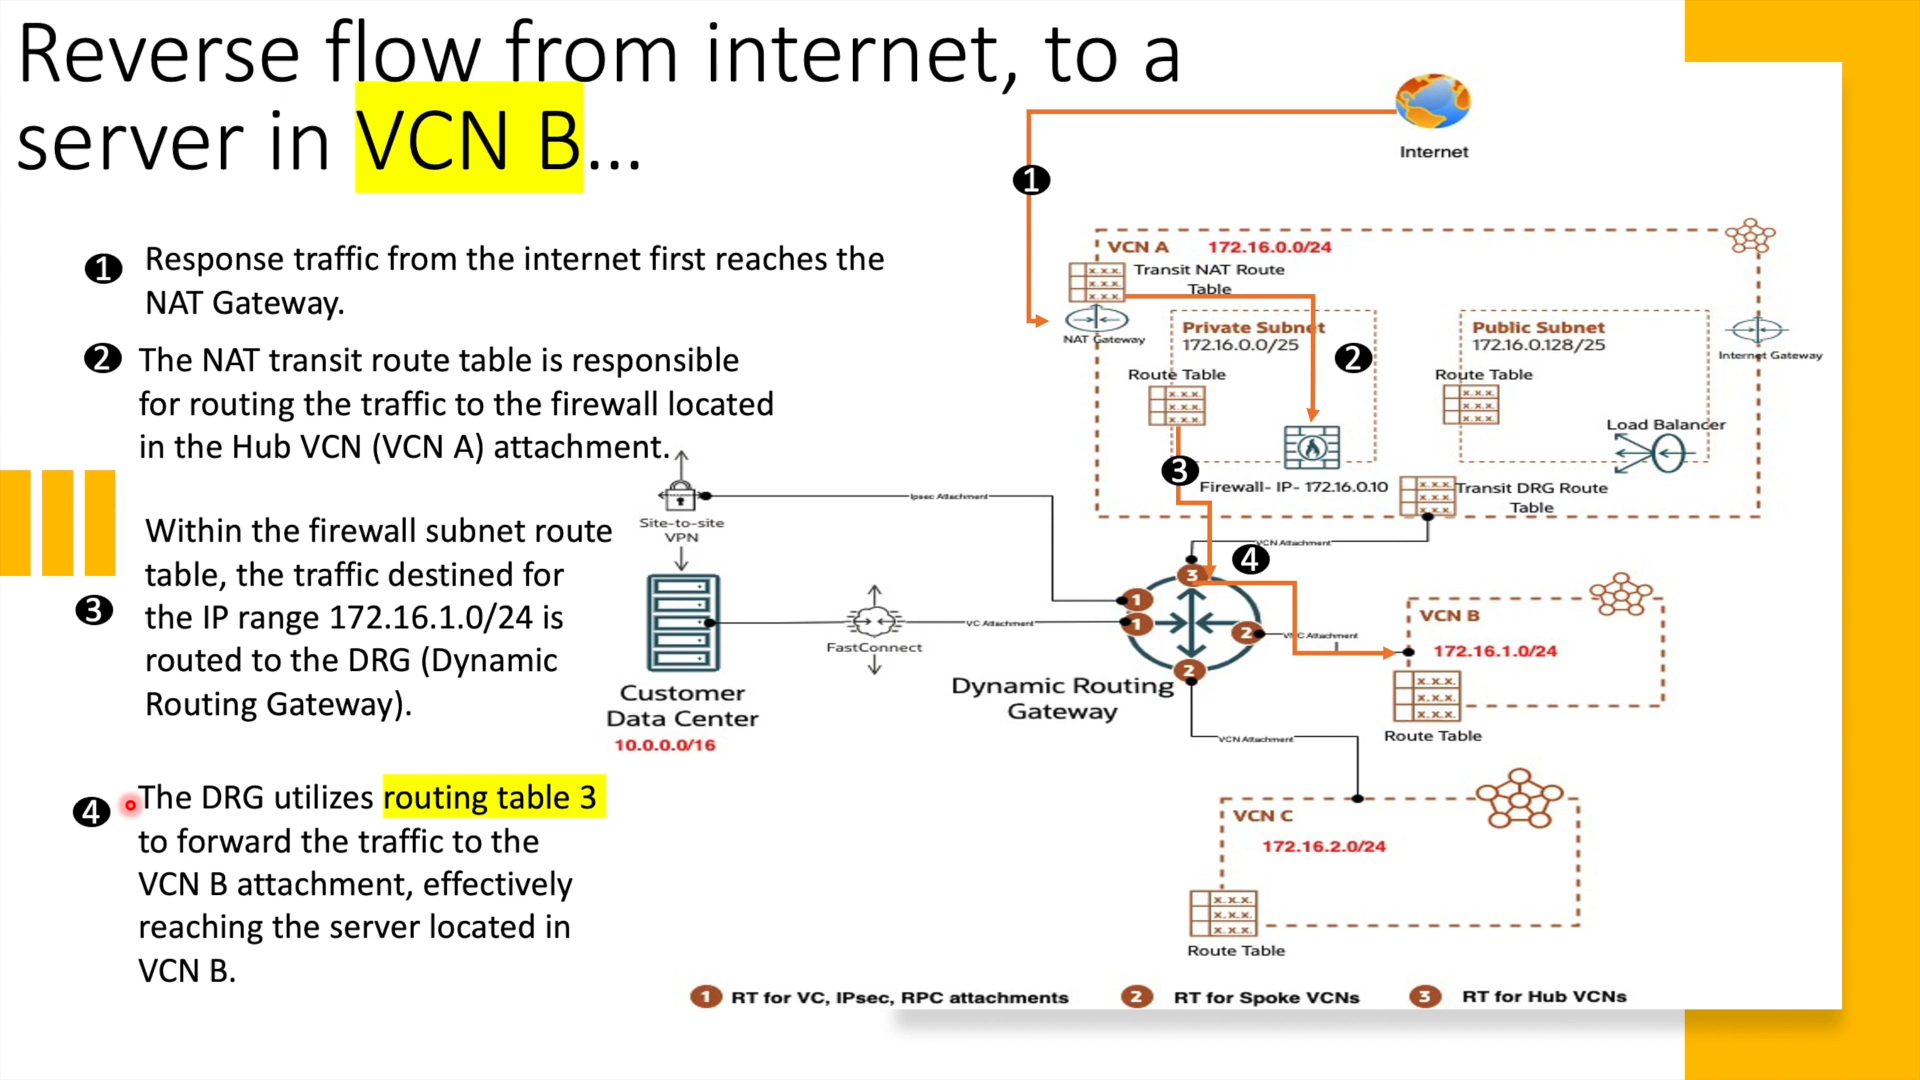 Reverse flow from internet, to a
server in VCN B...
1
Response traffic from the internet first reaches the
NAT Gateway.
2
The NAT transit route table is responsible
for routing the traffic to the firewall located
in the Hub VCN (VCN A) attachment.
3
Within the firewall subnet route
table, the traffic destined for
the IP range 172.16.1.0/24 is
routed to the DRG (Dynamic
Routing Gateway).
4
The DRG utilizes routing table 3
to forward the traffic to the
VCN B attachment, effectively
reaching the server located in
VCN B.
Internet
1
VCN A
172.16.0.0/24
x.x.x.
x.x.x.
x.x.x.
Transit NAT Route
Table
NAT Gateway
Private Subnet
172.16.0.0/25
Route Table
x.x.x.
x.x.x.
x.x.x.
2
Firewall- IP- 172.16.0.10
Public Subnet
172.16.0.128/25
Route Table
x.x.x.
x.x.x.
x.x.x.
Internet Gateway
Load Balancer
x.x.x.
x.x.x.
x.x.x.
Transit DRG Route
Table
3
4
Site-to-site
VPN
Ipsec Attachment
VCN Attachment
Customer
Data Center
10.0.0.0/16
FastConnect
VC Attachment
1
1
3
2
2
Dynamic Routing
Gateway
Attachment
VCN B
172.16.1.0/24
x.x.x.
x.x.x.
x.x.x.
Route Table
VCN Attachment
VCN C
172.16.2.0/24
x.x.x.
x.x.x.
x.x.x.
Route Table
1 RT for VC, IPsec, RPC attachments
2 RT for Spoke VCNs
3 RT for Hub VCNs